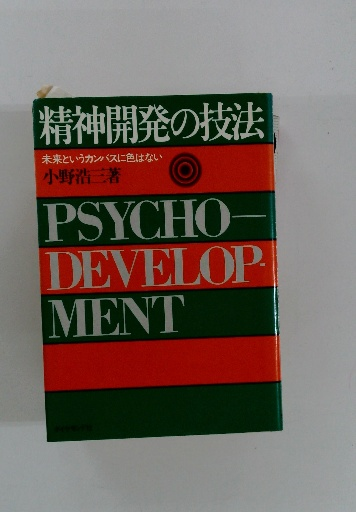 精神開発の技法
未来というカンバスに色はない
小野浩三著
PSYCHO—
DEVELOP-
MENT